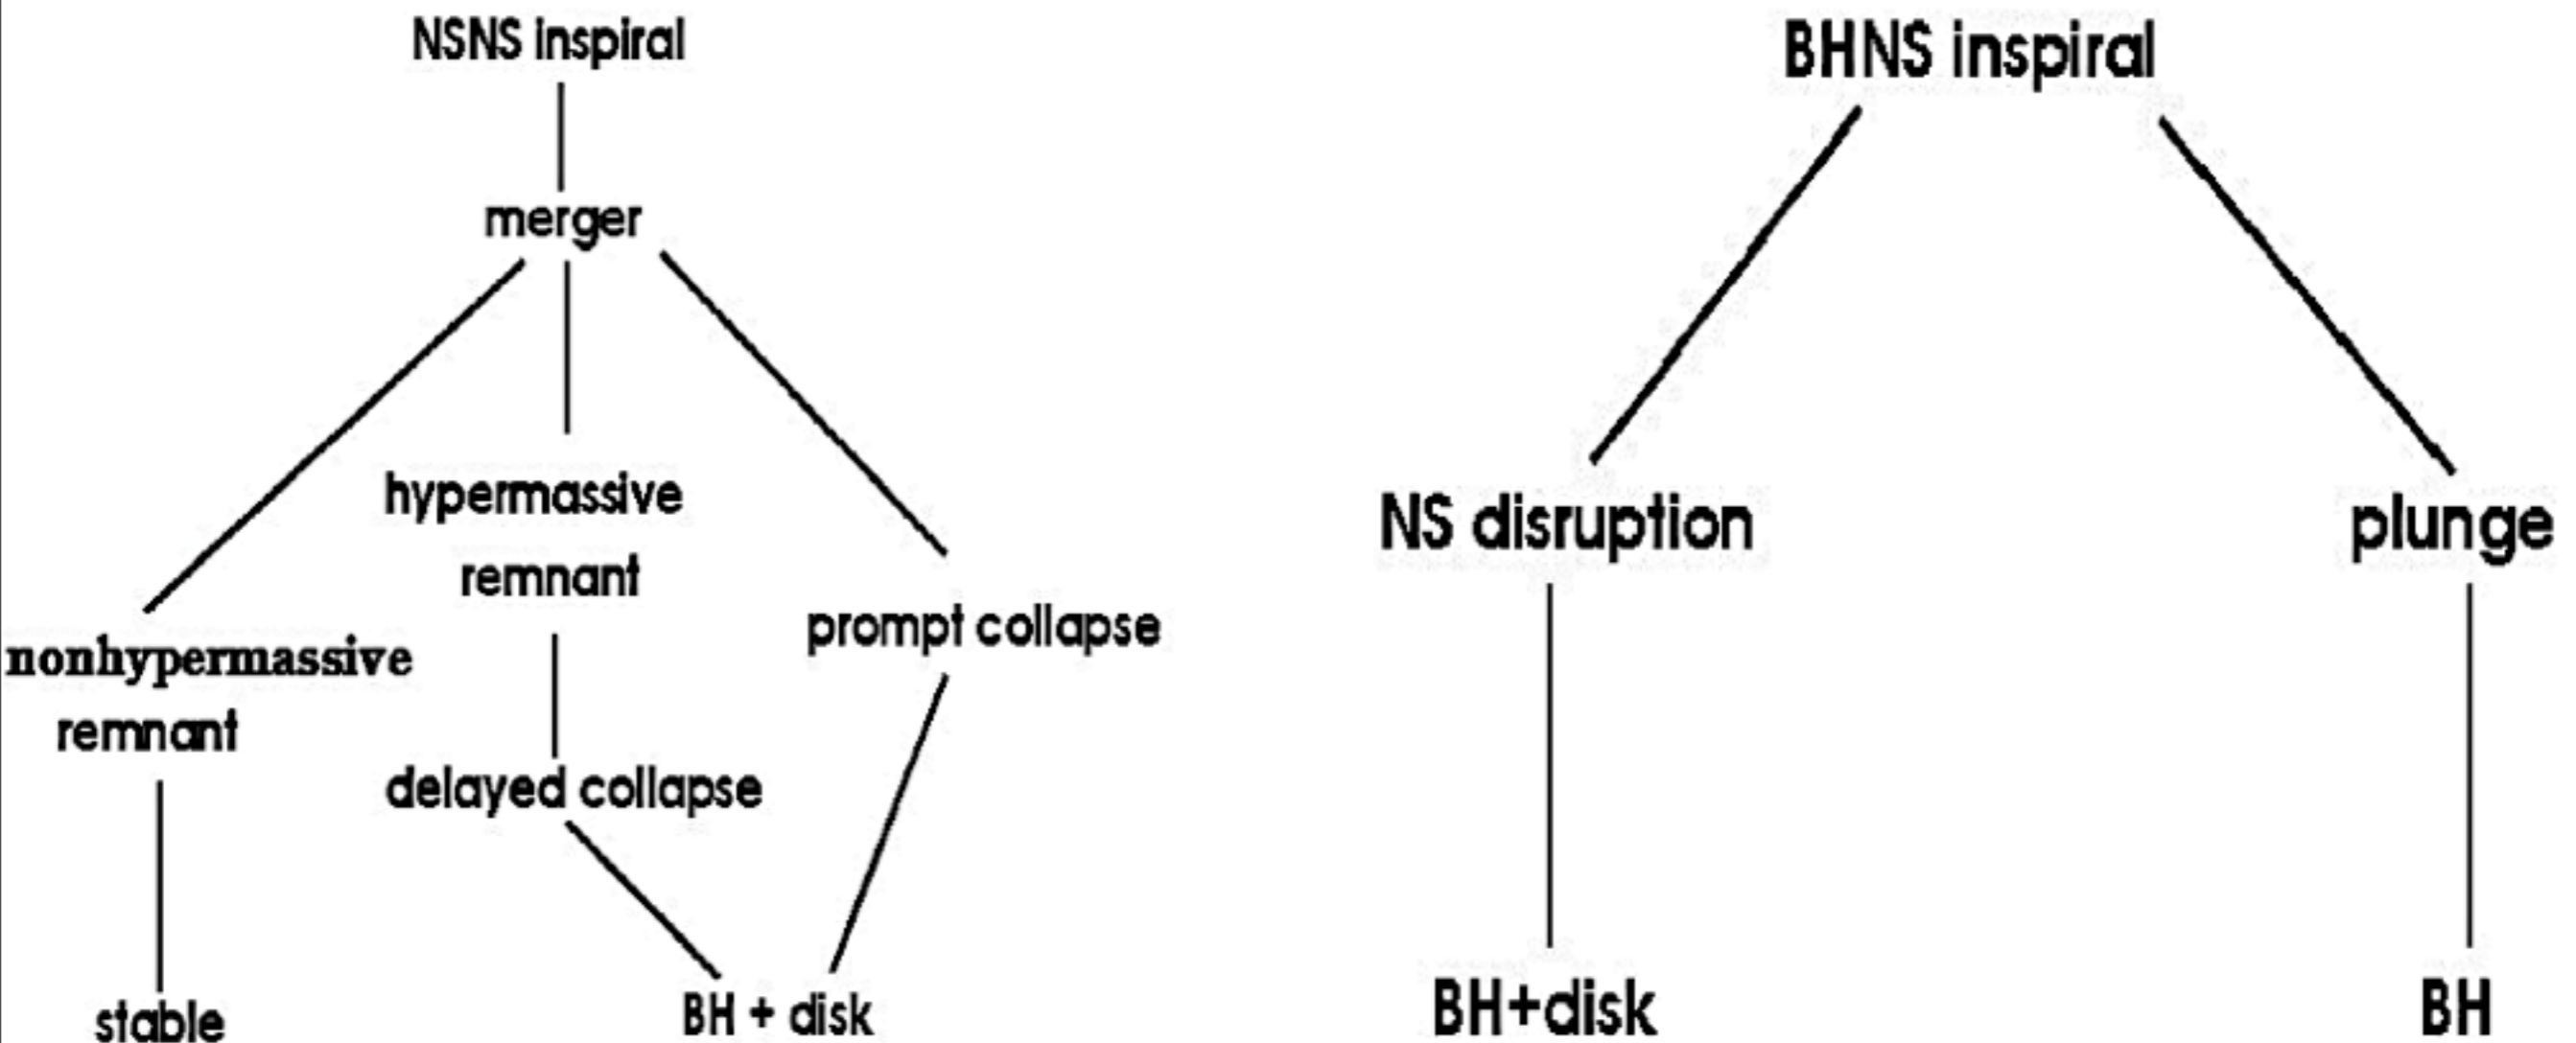 NSNS inspiral
merger
hypermassive
remnant
prompt collapse
nonhypermassive
remnant
delayed collapse
stable
BH + disk
BHNS inspiral
NS disruption
plunge
BH+disk
BH